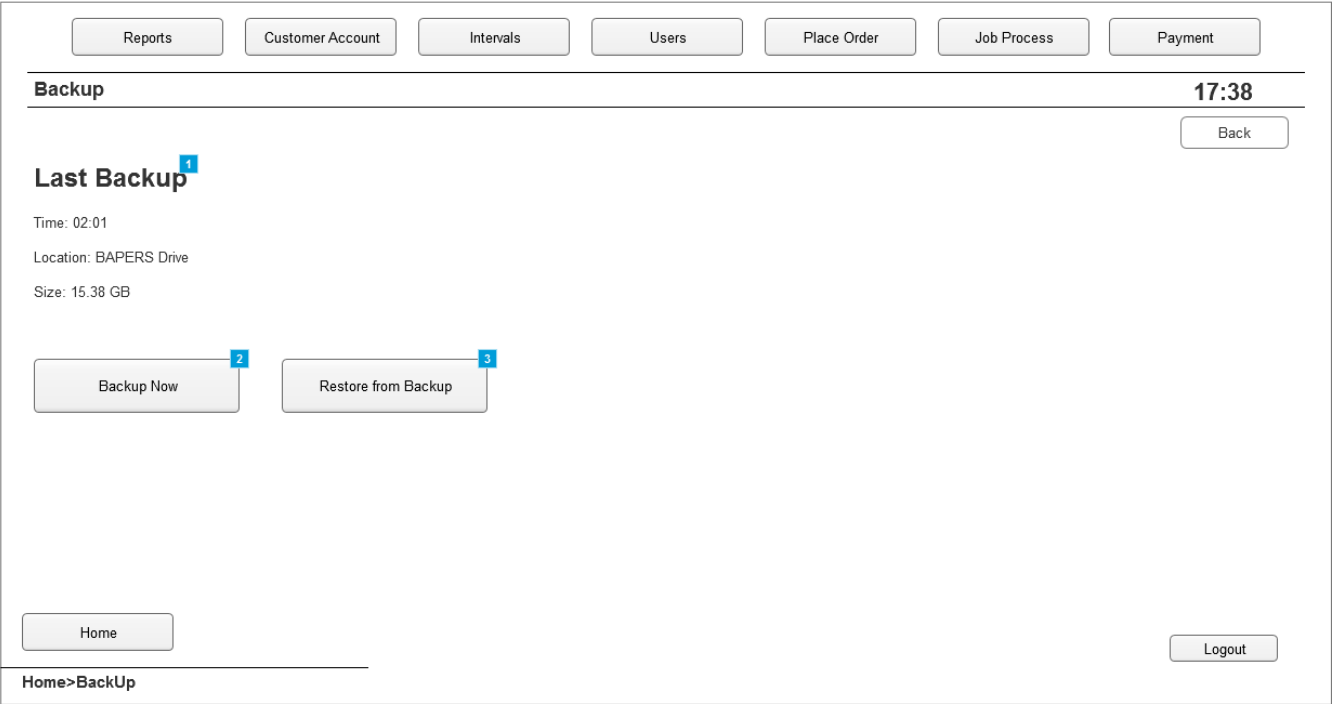 Reports Customer Account Intervals Users Place Order Job Process Payment
Backup 17:38
Back
Last Backup 1
Time: 02:01
Location: BAPERS Drive
Size: 15.38 GB
2 3
Backup Now Restore from Backup
Home
Logout
Home>BackUp